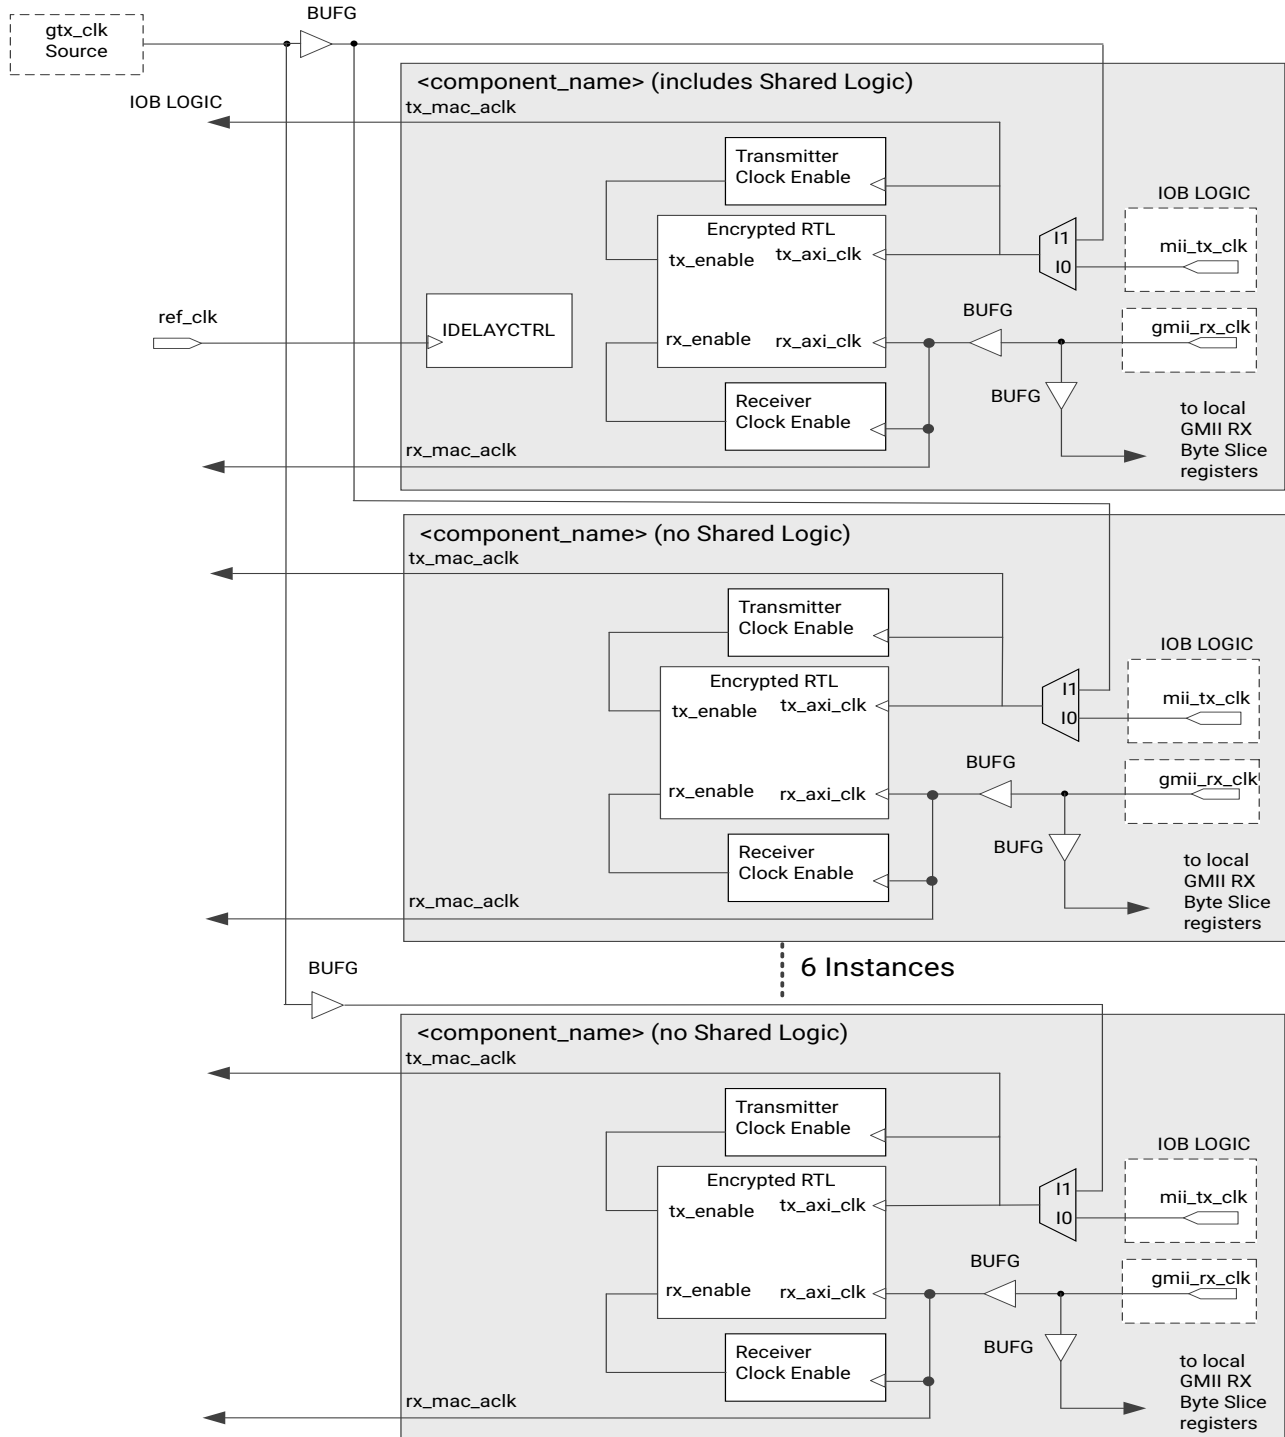 BUFG
gtx_clk
Source
<component_name> (includes Shared Logic)
IOB LOGIC
tx_mac_aclk
Transmitter
Clock Enable
IOB LOGIC
Encrypted RTL
I1
tx_enable
tx_axi_clk
mii_tx_clk
I0
BUFG
ref_clk
IDELAYCTRL
gmii_rx_clk
rx_enable
rx_axi_clk
BUFG
Receiver
Clock Enable
to local
GMII RX
Byte Slice
registers
rx_mac_aclk
<component_name> (no Shared Logic)
tx_mac_aclk
Transmitter
Clock Enable
IOB LOGIC
Encrypted RTL
I1
tx_enable
tx_axi_clk
mii_tx_clk
I0
BUFG
gmii_rx_clk
rx_enable
rx_axi_clk
BUFG
Receiver
Clock Enable
to local
GMII RX
Byte Slice
registers
rx_mac_aclk
6 Instances
BUFG
<component_name> (no Shared Logic)
tx_mac_aclk
Transmitter
Clock Enable
IOB LOGIC
Encrypted RTL
I1
tx_enable
tx_axi_clk
mii_tx_clk
I0
BUFG
gmii_rx_clk
rx_enable
rx_axi_clk
BUFG
Receiver
Clock Enable
to local
GMII RX
Byte Slice
registers
rx_mac_aclk